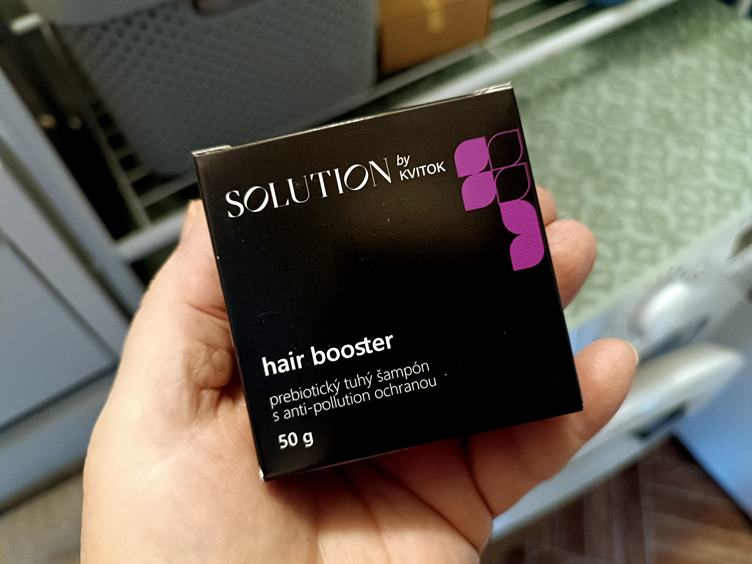 SOLUTION by KVITOK
hair booster
prebiotický tuhý šampón
s anti-pollution ochranou
50 g